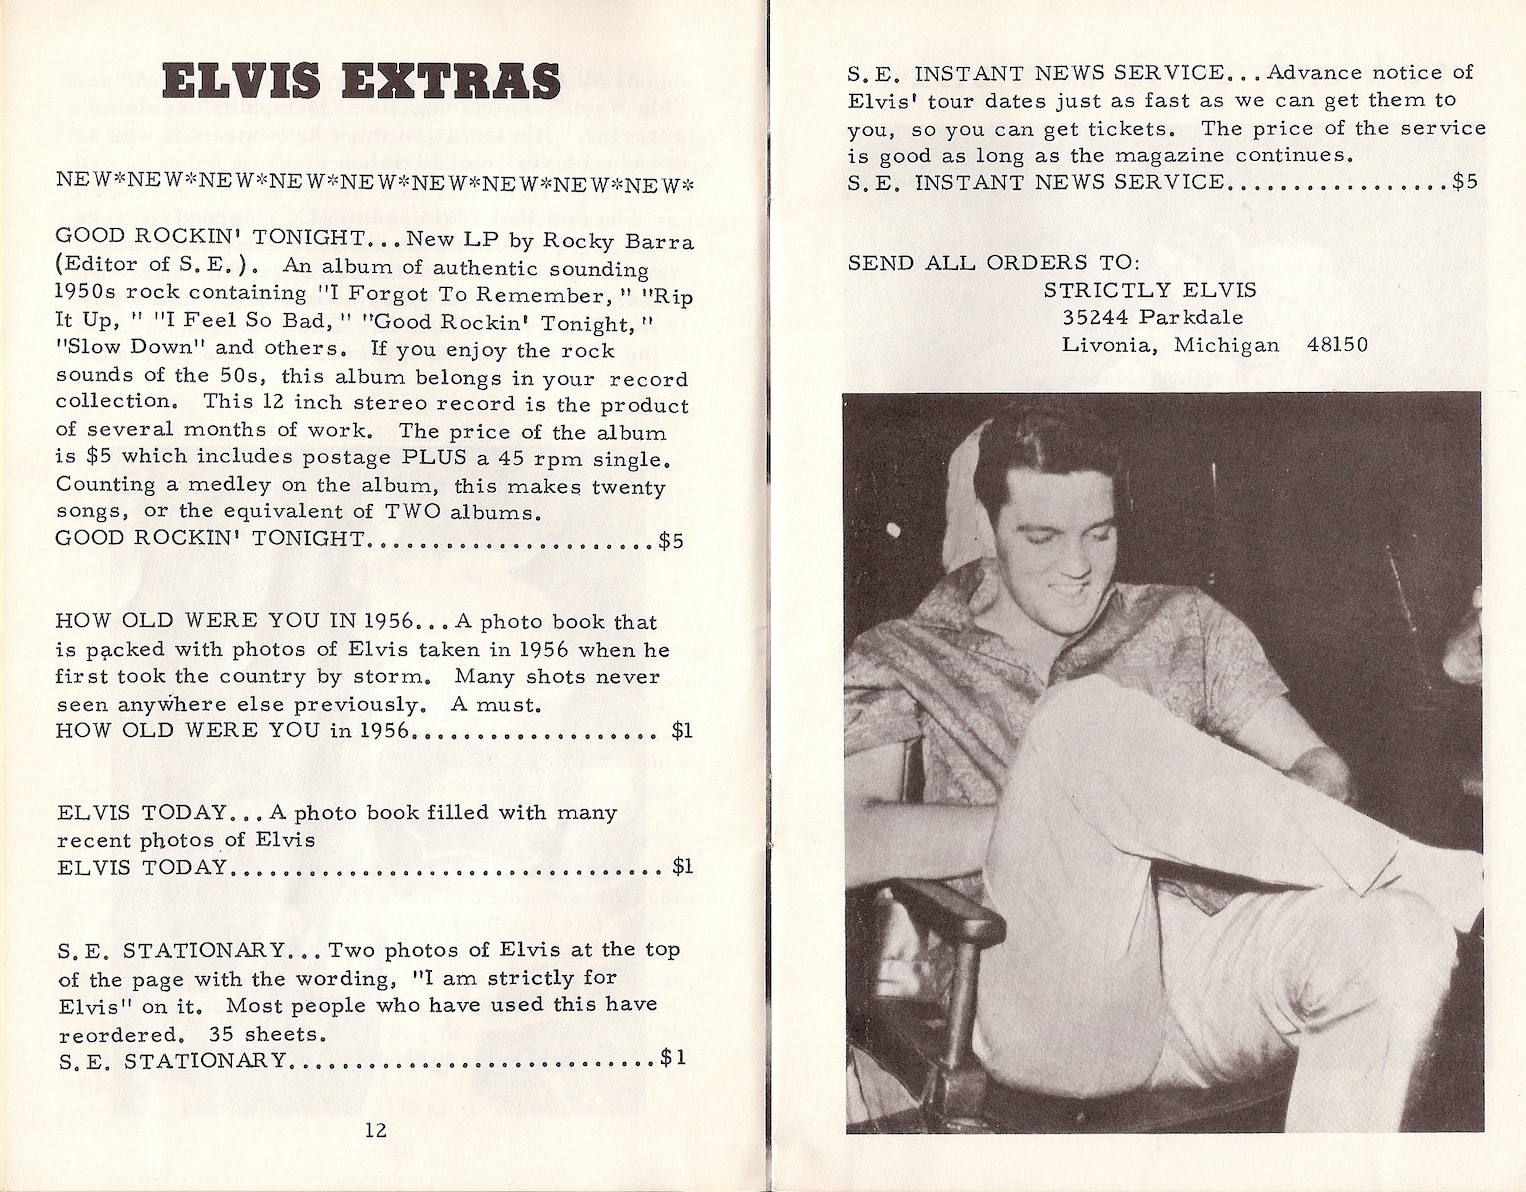 ELVIS EXTRAS
NEW*NEW*NEW*NEW*NEW*NEW*NEW*NEW*NEW*
GOOD ROCKIN' TONIGHT...New LP by Rocky Barra
(Editor of S.E.). An album of authentic sounding
1950s rock containing "I Forgot To Remember," "Rip
It Up," "I Feel So Bad," "Good Rockin' Tonight,"
"Slow Down" and others. If you enjoy the rock
sounds of the 50s, this album belongs in your record
collection. This 12 inch stereo record is the product
of several months of work. The price of the album
is $5 which includes postage PLUS a 45 rpm single.
Counting a medley on the album, this makes twenty
songs, or the equivalent of TWO albums.
GOOD ROCKIN' TONIGHT......................$5
HOW OLD WERE YOU IN 1956...A photo book that
is packed with photos of Elvis taken in 1956 when he
first took the country by storm. Many shots never
seen anywhere else previously. A must.
HOW OLD WERE YOU in 1956................... $1
ELVIS TODAY...A photo book filled with many
recent photos of Elvis
ELVIS TODAY................................. $1
S.E. STATIONARY...Two photos of Elvis at the top
of the page with the wording, "I am strictly for
Elvis" on it. Most people who have used this have
reordered. 35 sheets.
S.E. STATIONARY............................$1
12
S.E. INSTANT NEWS SERVICE...Advance notice of
Elvis' tour dates just as fast as we can get them to
you, so you can get tickets. The price of the service
is good as long as the magazine continues.
S.E. INSTANT NEWS SERVICE.................$5
SEND ALL ORDERS TO:
STRICTLY ELVIS
35244 Parkdale
Livonia, Michigan 48150